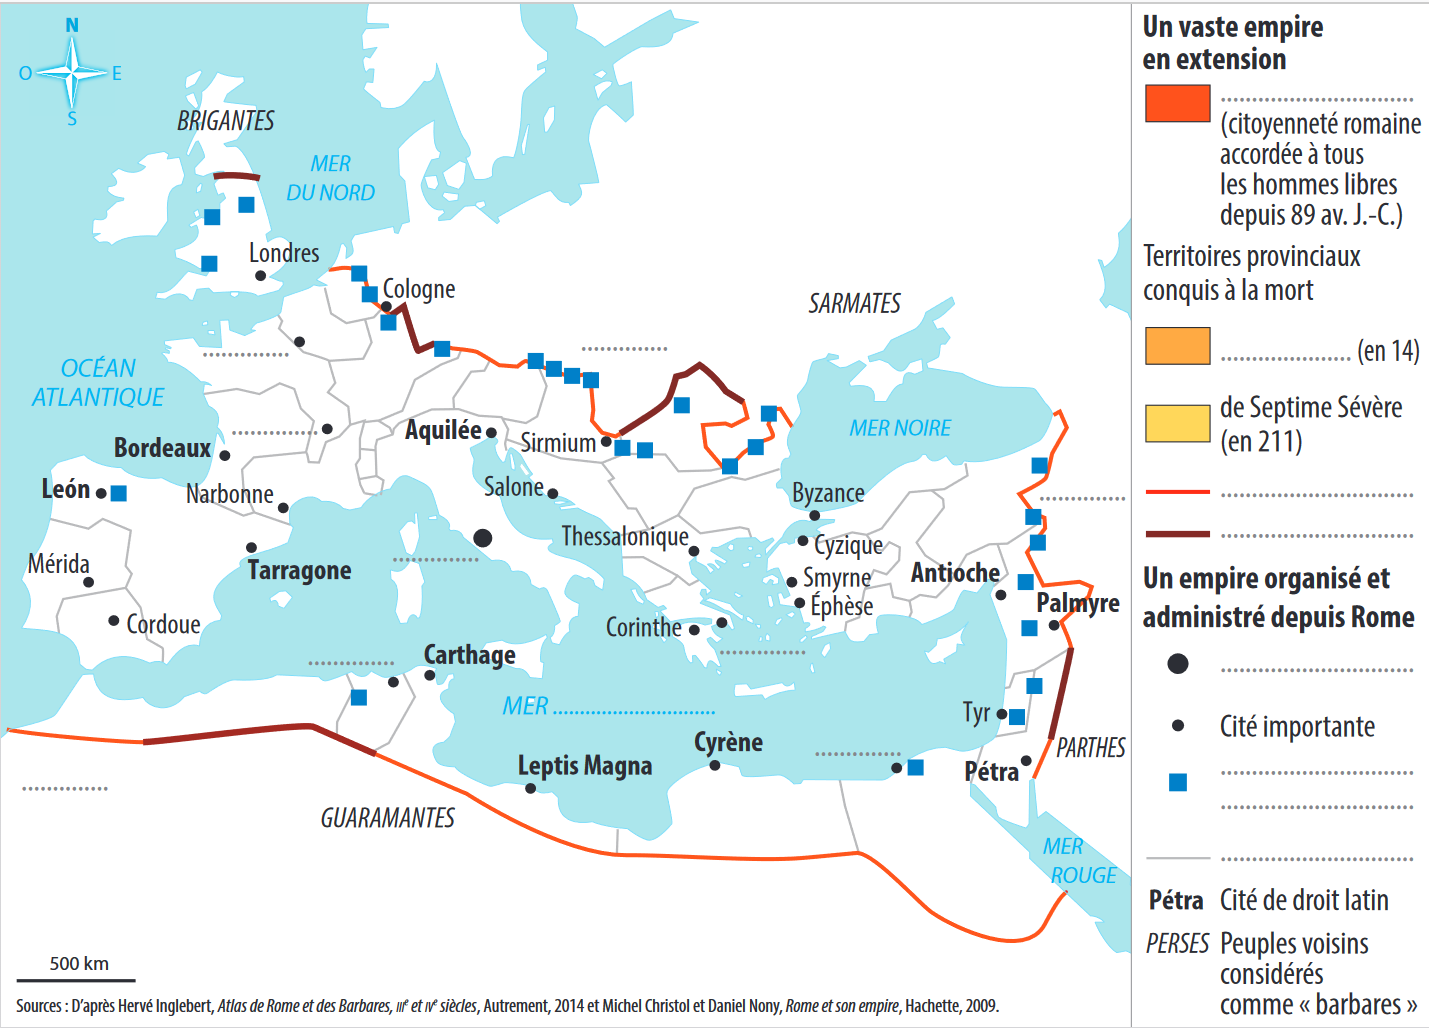 N
O
E
S
BRIGANTES
MER
DU NORD
Londres
Cologne
SARMATES
OCÉAN
ATLANTIQUE
MER NOIRE
Bordeaux
Aquilée
Sirmium
León
Narbonne
Salone
Byzance
Thessalonique
Cyzique
Mérida
Tarragone
Antioche
Smyrne
Éphèse
Palmyre
Cordoue
Corinthe
Carthage
MER
Tyr
Cyrène
PARTHES
Leptis Magna
Pétra
GUARAMANTES
MER
ROUGE
500 km
Sources : D'après Hervé Inglebert, Atlas de Rome et des Barbares, IIIe et IVe siècles, Autrement, 2014 et Michel Christol et Daniel Nony, Rome et son empire, Hachette, 2009.
Un vaste empire
en extension
(citoyenneté romaine
accordée à tous
les hommes libres
depuis 89 av. J.-C.)
Territoires provinciaux
conquis à la mort
(en 14)
de Septime Sévère
(en 211)
Un empire organisé et
administré depuis Rome
Cité importante
Pétra Cité de droit latin
PERSES Peuples voisins
considérés
comme « barbares »